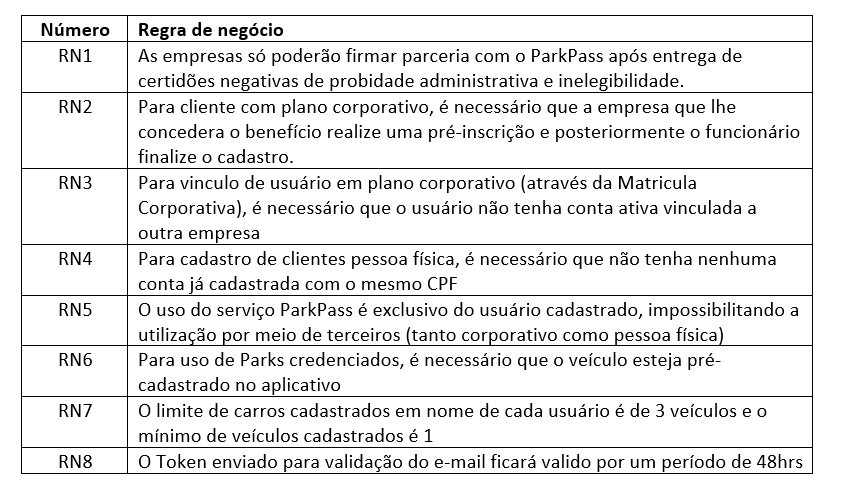 Número Regra de negócio
RN1 As empresas só poderão firmar parceria com o ParkPass após entrega de
certidões negativas de probidade administrativa e inelegibilidade.
RN2 Para cliente com plano corporativo, é necessário que a empresa que lhe
concedera o benefício realize uma pré-inscrição e posteriormente o funcionário
finalize o cadastro.
RN3 Para vinculo de usuário em plano corporativo (através da Matricula
Corporativa), é necessário que o usuário não tenha conta ativa vinculada a
outra empresa
RN4 Para cadastro de clientes pessoa física, é necessário que não tenha nenhuma
conta já cadastrada com o mesmo CPF
RN5 O uso do serviço ParkPass é exclusivo do usuário cadastrado, impossibilitando a
utilização por meio de terceiros (tanto corporativo como pessoa física)
RN6 Para uso de Parks credenciados, é necessário que o veículo esteja pré-
cadastrado no aplicativo
RN7 O limite de carros cadastrados em nome de cada usuário é de 3 veículos e o
mínimo de veículos cadastrados é 1
RN8 O Token enviado para validação do e-mail ficará valido por um período de 48hrs